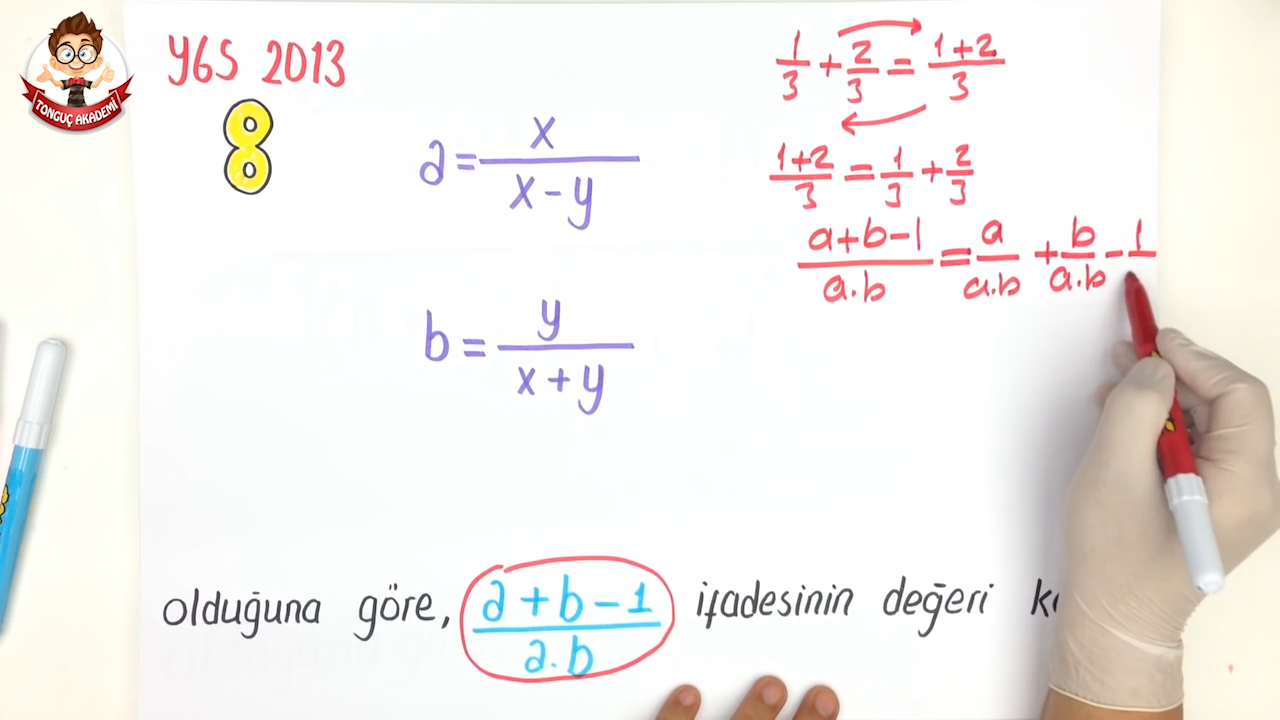 TONGUÇ AKADEMİ
YGS 2013
8
a = x / (x - y)
b = y / (x + y)
1/3 + 2/3 = (1+2)/3
(1+2)/3 = 1/3 + 2/3
(a+b-1)/(a.b) = a/(a.b) + b/(a.b) - 1/
olduğuna göre, (a+b-1)/(a.b) ifadesinin değeri